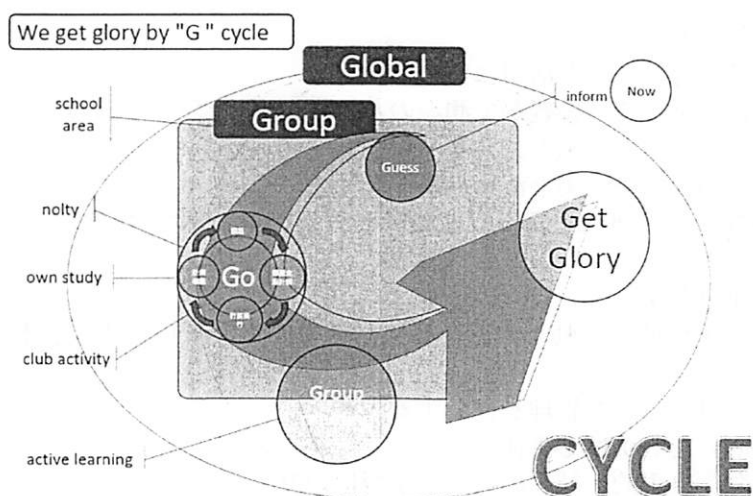 We get glory by "G " cycle
Global
school
area
Group
inform
Now
Guess
nolty
Get
Glory
own study
Go
club activity
Group
active learning
CYCLE